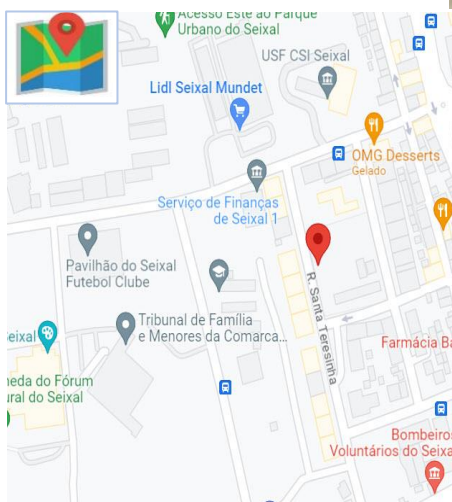 Acesso Este ao Parque
Urbano do Seixal
USF CSI Seixal
Lidl Seixal Mundet
OMG Desserts
Gelado
Serviço de Finanças
de Seixal 1
Pavilhão do Seixal
Futebol Clube
R. Santa Teresinha
Tribunal de Família
e Menores da Comarca...
eixal
Farmácia Ba
neda do Fórum
ural do Seixal
Bombeiros
Voluntários do Seixa